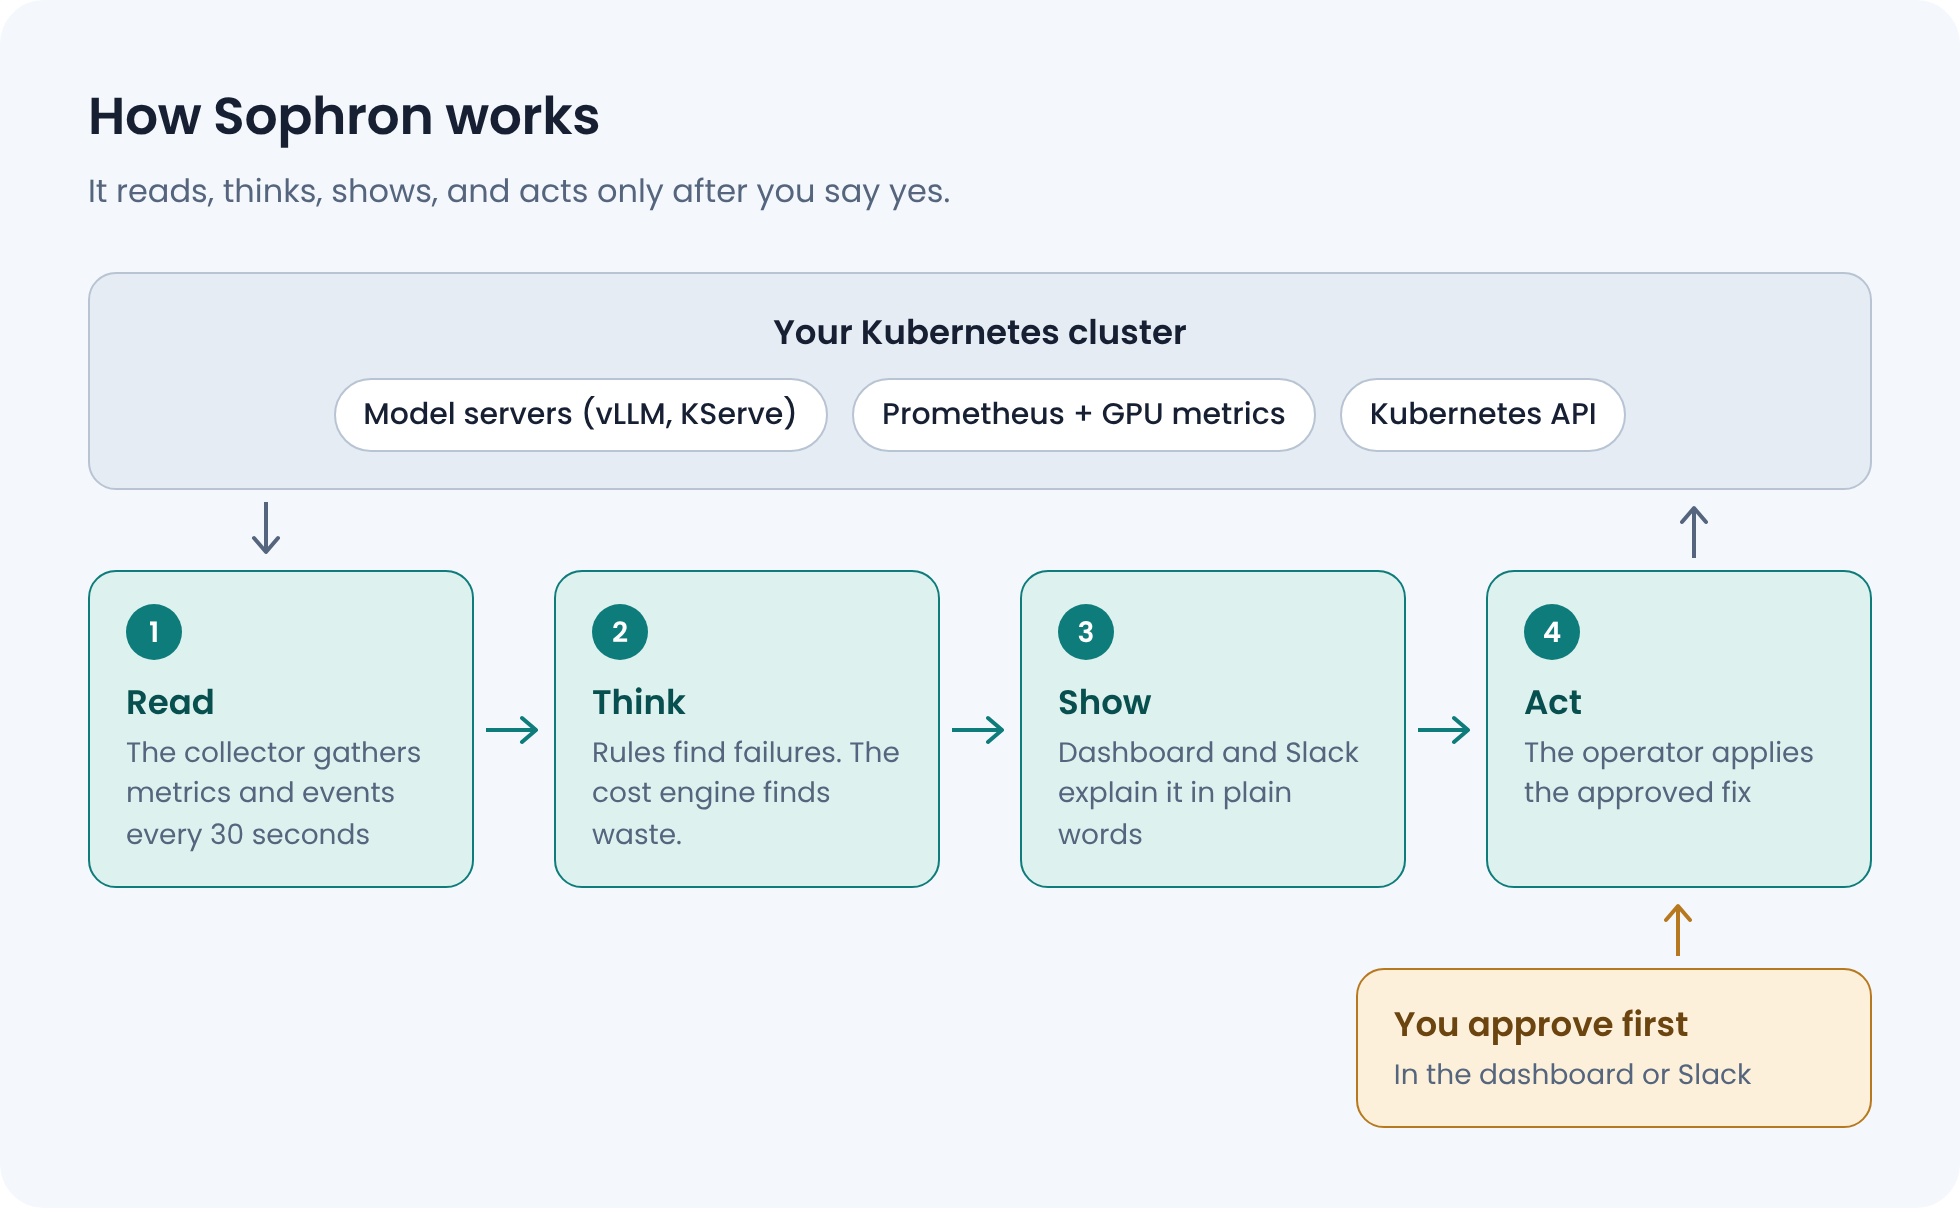 How Sophron works
It reads, thinks, shows, and acts only after you say yes.
Your Kubernetes cluster
Model servers (vLLM, KServe)
Prometheus + GPU metrics
Kubernetes API
1
Read
The collector gathers
metrics and events
every 30 seconds
2
Think
Rules find failures. The
cost engine finds
waste.
3
Show
Dashboard and Slack
explain it in plain
words
4
Act
The operator applies
the approved fix
You approve first
In the dashboard or Slack